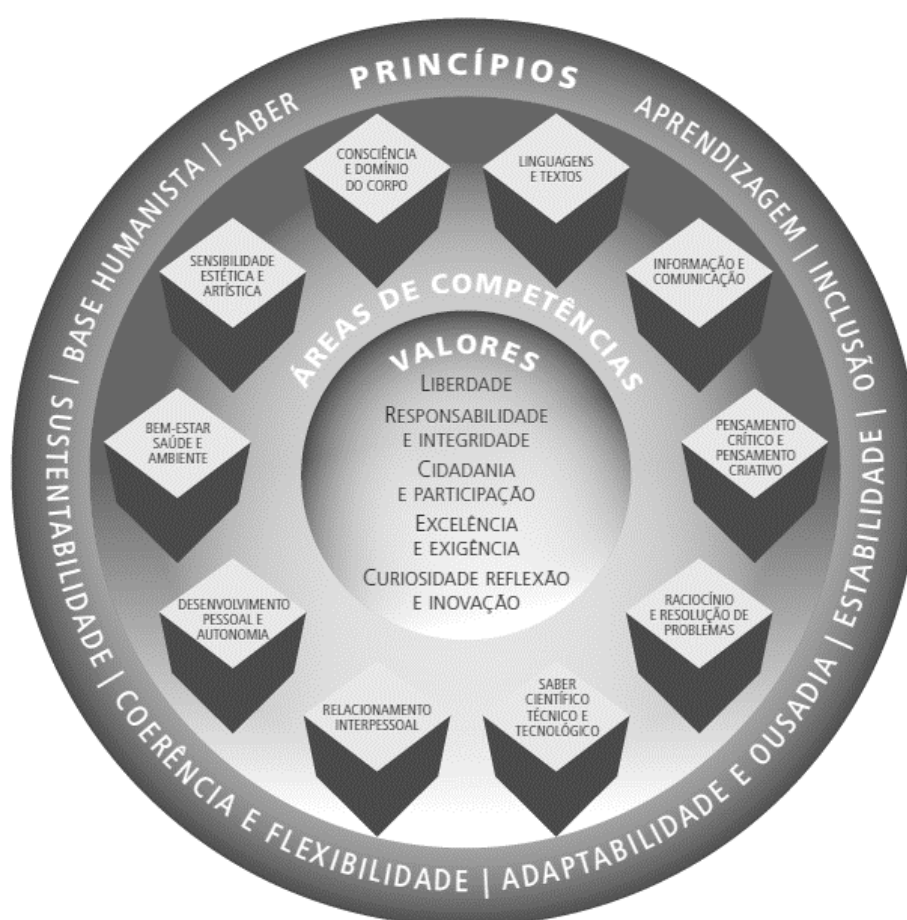 PRINCÍPIOS
APRENDIZAGEM | INCLUSÃO | ESTABILIDADE | ADAPTABILIDADE E OUSADIA | COERÊNCIA E FLEXIBILIDADE | SUSTENTABILIDADE | BASE HUMANISTA | SABER
ÁREAS DE COMPETÊNCIAS
LINGUAGENS
E TEXTOS
INFORMAÇÃO E
COMUNICAÇÃO
PENSAMENTO
CRÍTICO E
PENSAMENTO
CRIATIVO
RACIOCÍNIO
E RESOLUÇÃO DE
PROBLEMAS
SABER
CIENTÍFICO
TÉCNICO E
TECNOLÓGICO
RELACIONAMENTO
INTERPESSOAL
DESENVOLVIMENTO
PESSOAL E
AUTONOMIA
BEM-ESTAR
SAÚDE E
AMBIENTE
SENSIBILIDADE
ESTÉTICA E
ARTÍSTICA
CONSCIÊNCIA
E DOMÍNIO
DO CORPO
VALORES
LIBERDADE
RESPONSABILIDADE
E INTEGRIDADE
CIDADANIA
E PARTICIPAÇÃO
EXCELÊNCIA
E EXIGÊNCIA
CURIOSIDADE REFLEXÃO
E INOVAÇÃO